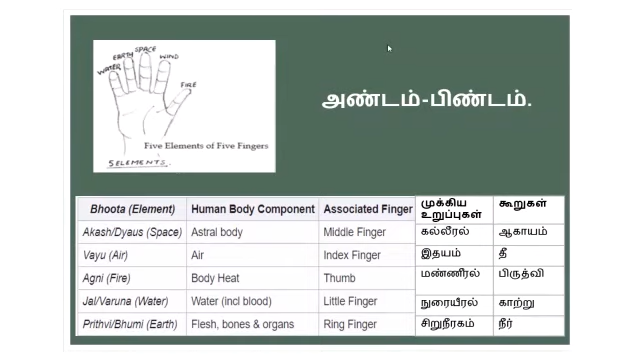 WATER EARTH SPACE WIND
FIRE
Five Elements of Five Fingers
5 ELEMENTS.
அண்டம்-பிண்டம்.
Bhoota (Element) Human Body Component Associated Finger முக்கிய உறுப்புகள் கூறுகள்
Akash/Dyaus (Space) Astral body Middle Finger கல்லீரல் ஆகாயம்
Vayu (Air) Air Index Finger இதயம் தீ
Agni (Fire) Body Heat Thumb மண்ணீரல் பிருத்வி
Jal/Varuna (Water) Water (incl blood) Little Finger நுரையீரல் காற்று
Prithvi/Bhumi (Earth) Flesh, bones & organs Ring Finger சிறுநீரகம் நீர்